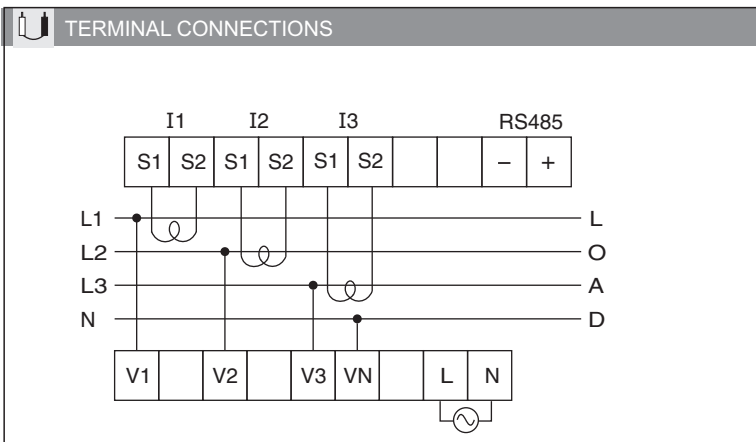 TERMINAL CONNECTIONS
I1 I2 I3 RS485
S1 S2 S1 S2 S1 S2 – +
L1 L
L2 O
L3 A
N D
V1 V2 V3 VN L N